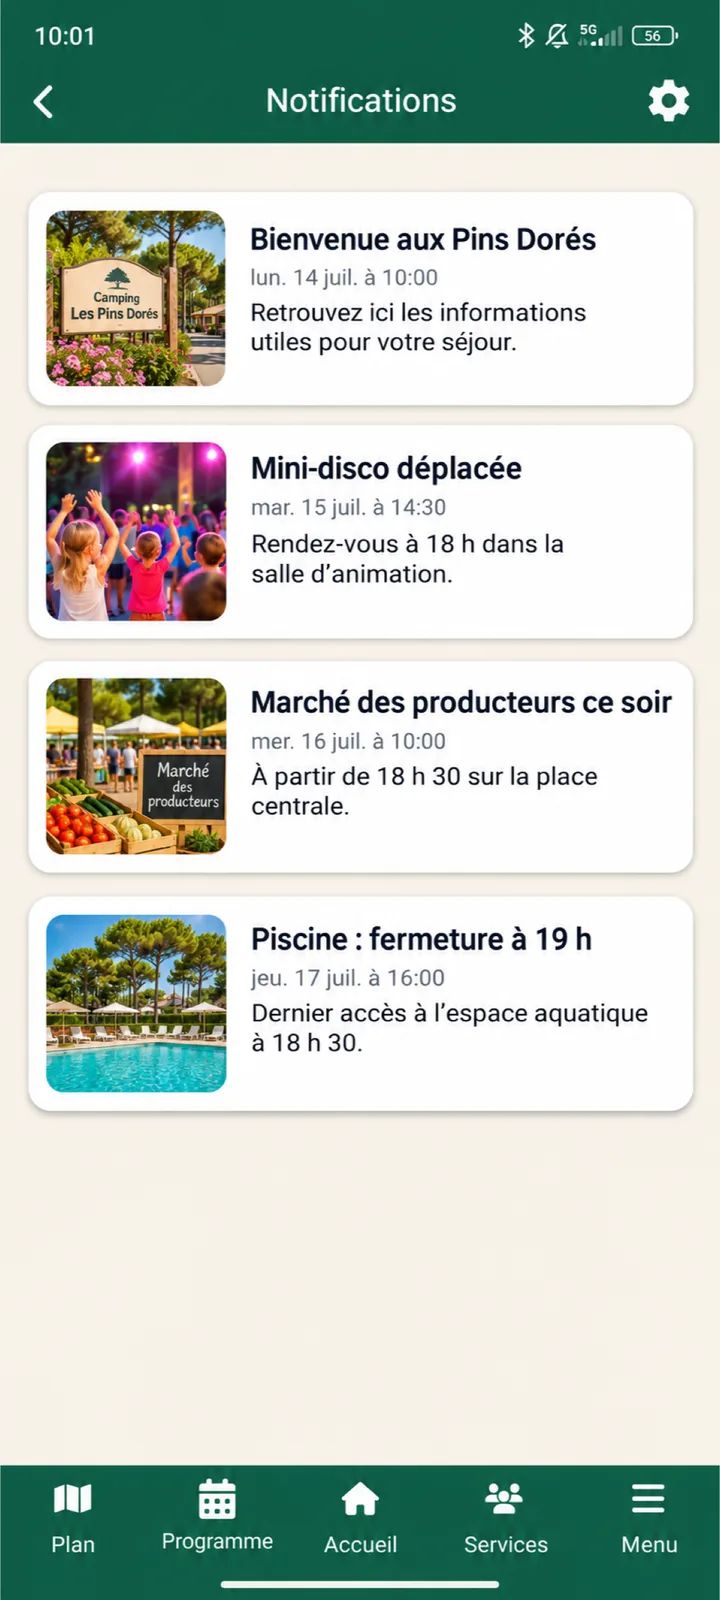 10:01
5G
56
Notifications
Camping
Les Pins Dorés
Bienvenue aux Pins Dorés
lun. 14 juil. à 10:00
Retrouvez ici les informations
utiles pour votre séjour.
Mini-disco déplacée
mar. 15 juil. à 14:30
Rendez-vous à 18 h dans la
salle d’animation.
Marché
des
producteurs
Marché des producteurs ce soir
mer. 16 juil. à 10:00
À partir de 18 h 30 sur la place
centrale.
Piscine : fermeture à 19 h
jeu. 17 juil. à 16:00
Dernier accès à l’espace aquatique
à 18 h 30.
Plan
Programme
Accueil
Services
Menu